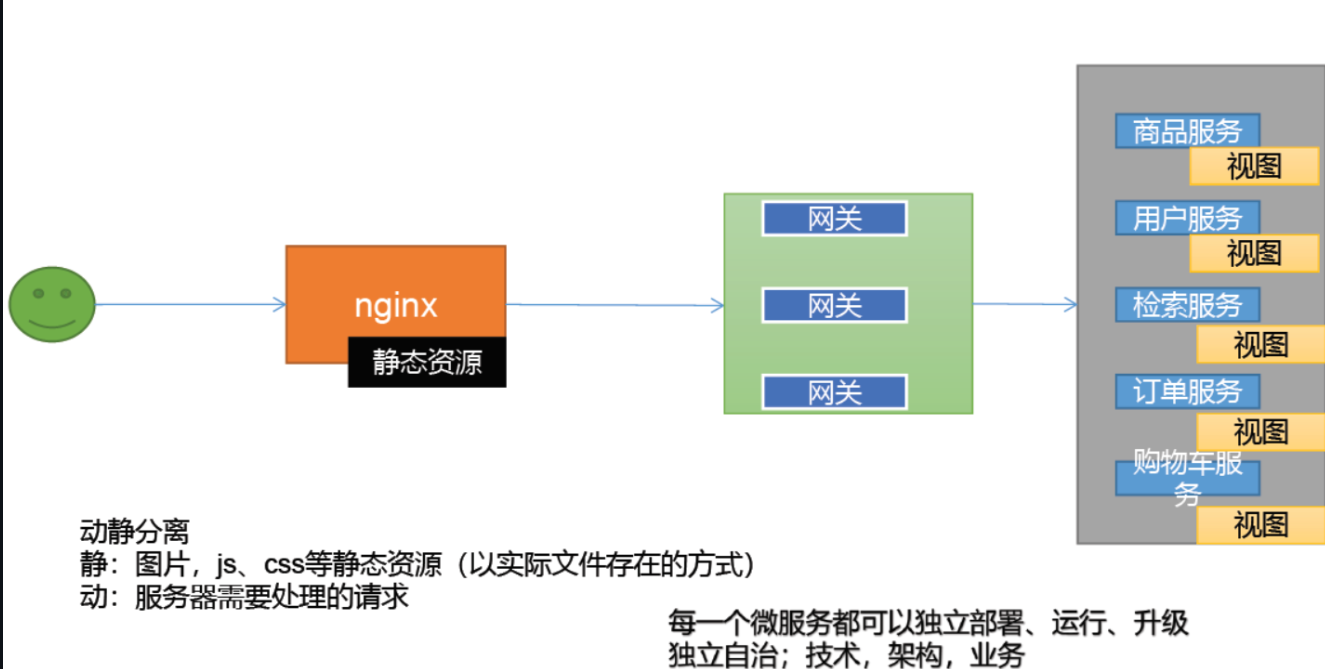 nginx
静态资源
网关
网关
网关
商品服务
视图
用户服务
视图
检索服务
视图
订单服务
视图
购物车服
务
视图
动静分离
静：图片，js、css等静态资源（以实际文件存在的方式）
动：服务器需要处理的请求
每一个微服务都可以独立部署、运行、升级
独立自治；技术，架构，业务